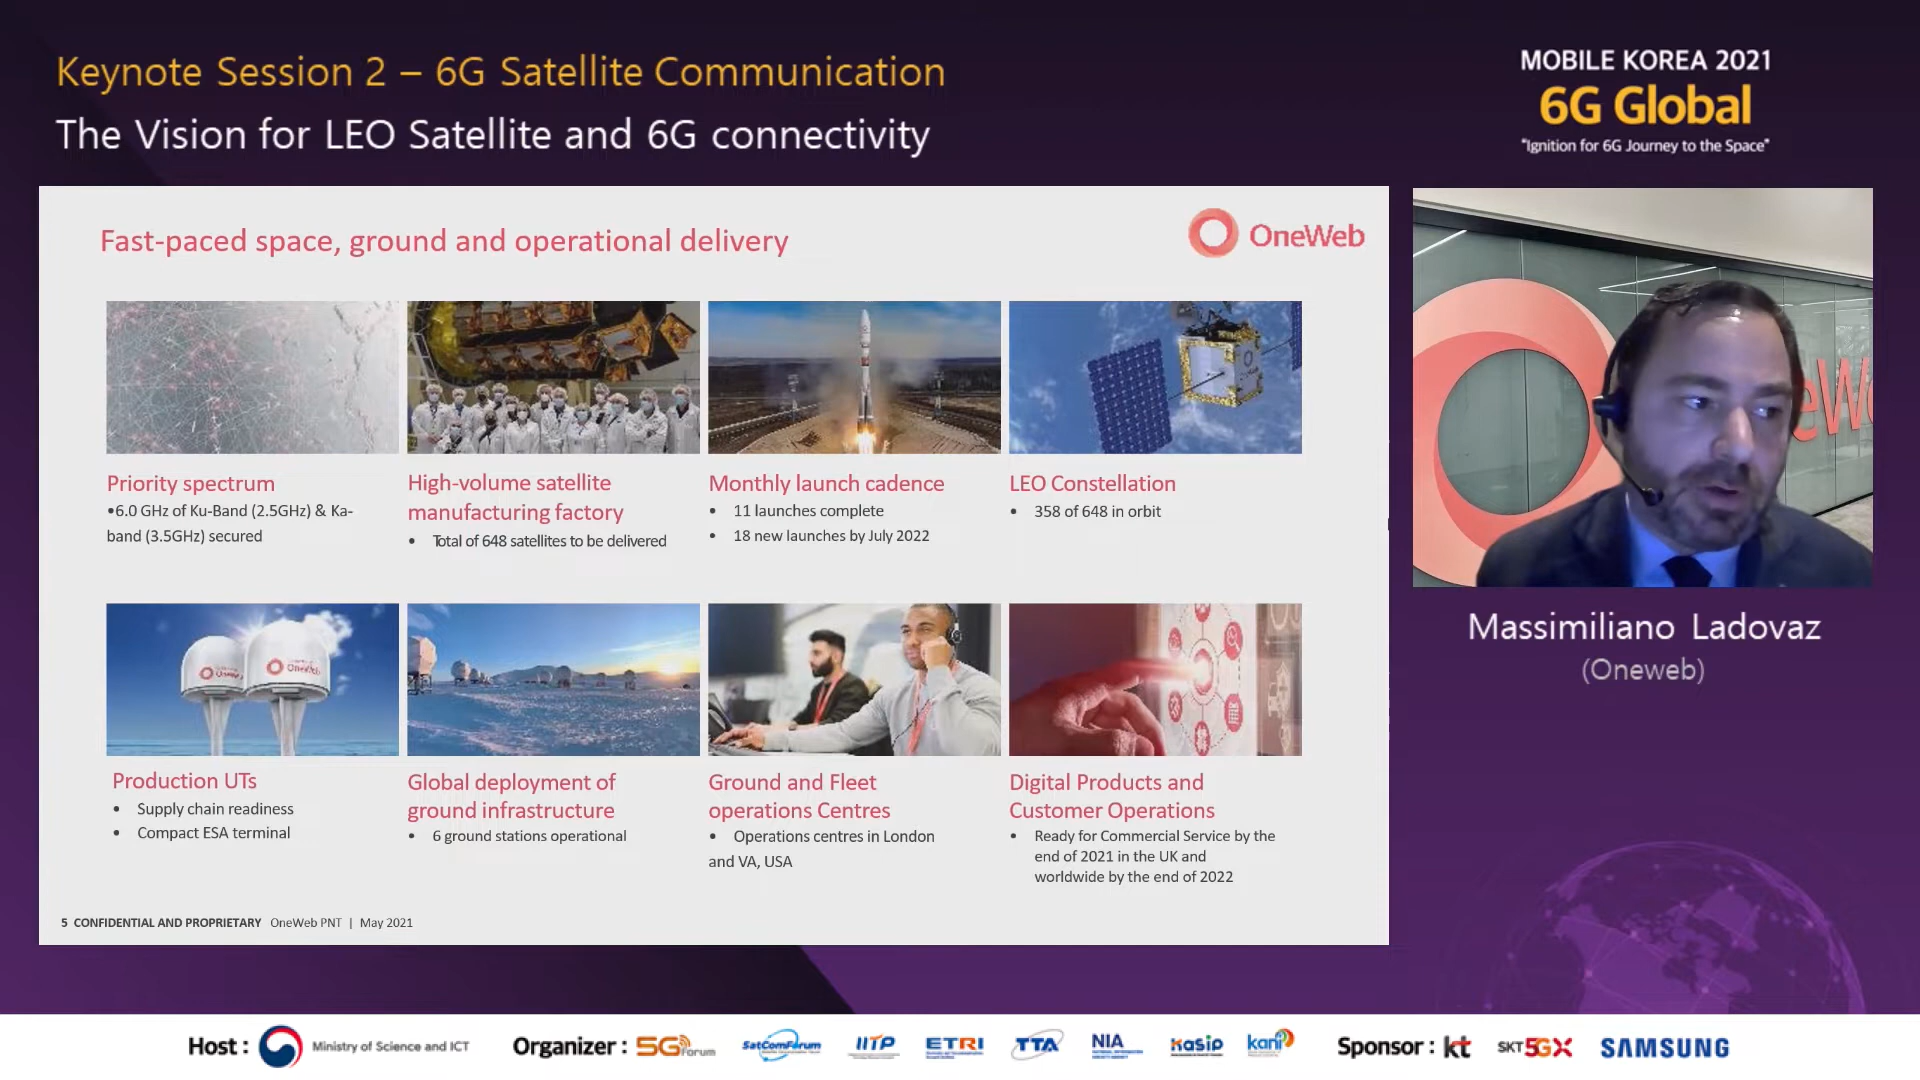 Keynote Session 2 – 6G Satellite Communication
The Vision for LEO Satellite and 6G connectivity
MOBILE KOREA 2021
6G Global
"Ignition for 6G Journey to the Space"
Fast-paced space, ground and operational delivery
OneWeb
Priority spectrum
•6.0 GHz of Ku-Band (2.5GHz) & Ka-
band (3.5GHz) secured
High-volume satellite
manufacturing factory
• Total of 648 satellites to be delivered
Monthly launch cadence
• 11 launches complete
• 18 new launches by July 2022
LEO Constellation
• 358 of 648 in orbit
OneWeb
Production UTs
• Supply chain readiness
• Compact ESA terminal
Global deployment of
ground infrastructure
• 6 ground stations operational
Ground and Fleet
operations Centres
• Operations centres in London
and VA, USA
Digital Products and
Customer Operations
• Ready for Commercial Service by the
end of 2021 in the UK and
worldwide by the end of 2022
5 CONFIDENTIAL AND PROPRIETARY OneWeb PNT | May 2021
eWe
Massimiliano Ladovaz
(Oneweb)
Host : Ministry of Science and ICT
Organizer : 5G forum SatComForum IITP ETRI TTA NIA KASIP kani
Sponsor : kt SKT 5GX SAMSUNG